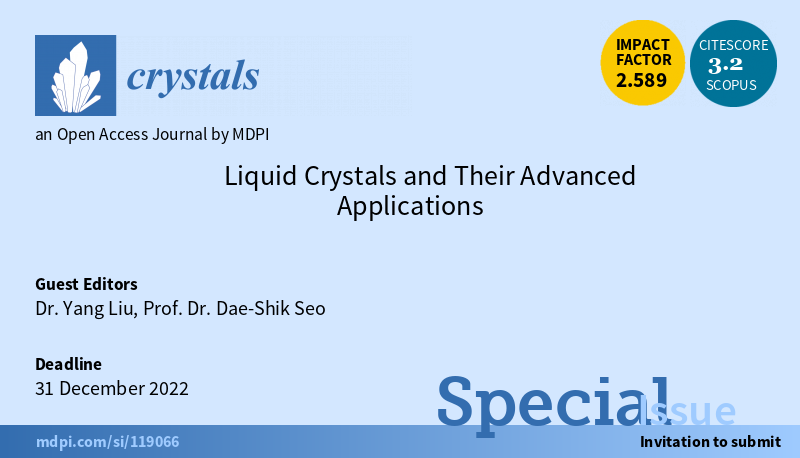 crystals
IMPACT
FACTOR
2.589
CITESCORE
3.2
SCOPUS
an Open Access Journal by MDPI
Liquid Crystals and Their Advanced
Applications
Guest Editors
Dr. Yang Liu, Prof. Dr. Dae-Shik Seo
Deadline
31 December 2022
Special Issue
mdpi.com/si/119066
Invitation to submit